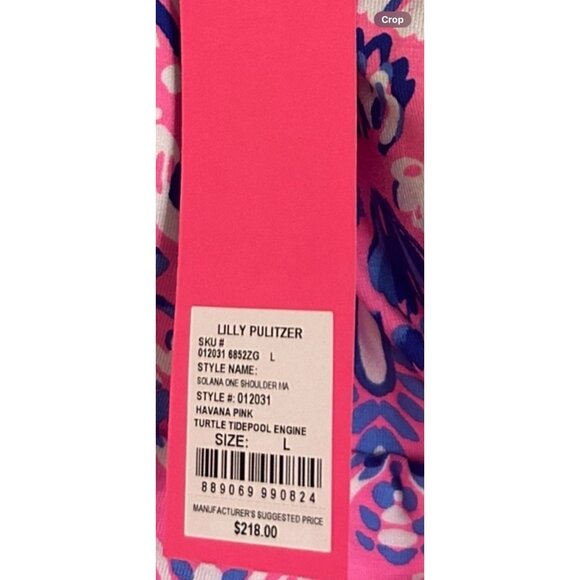 Crop
LILLY PULITZER
SKU #
012031 6852ZG L
STYLE NAME:
SOLANA ONE SHOULDER MA
STYLE #: 012031
HAVANA PINK
TURTLE TIDEPOOL ENGINE
SIZE: L
889069 990824
MANUFACTURER'S SUGGESTED PRICE
$218.00